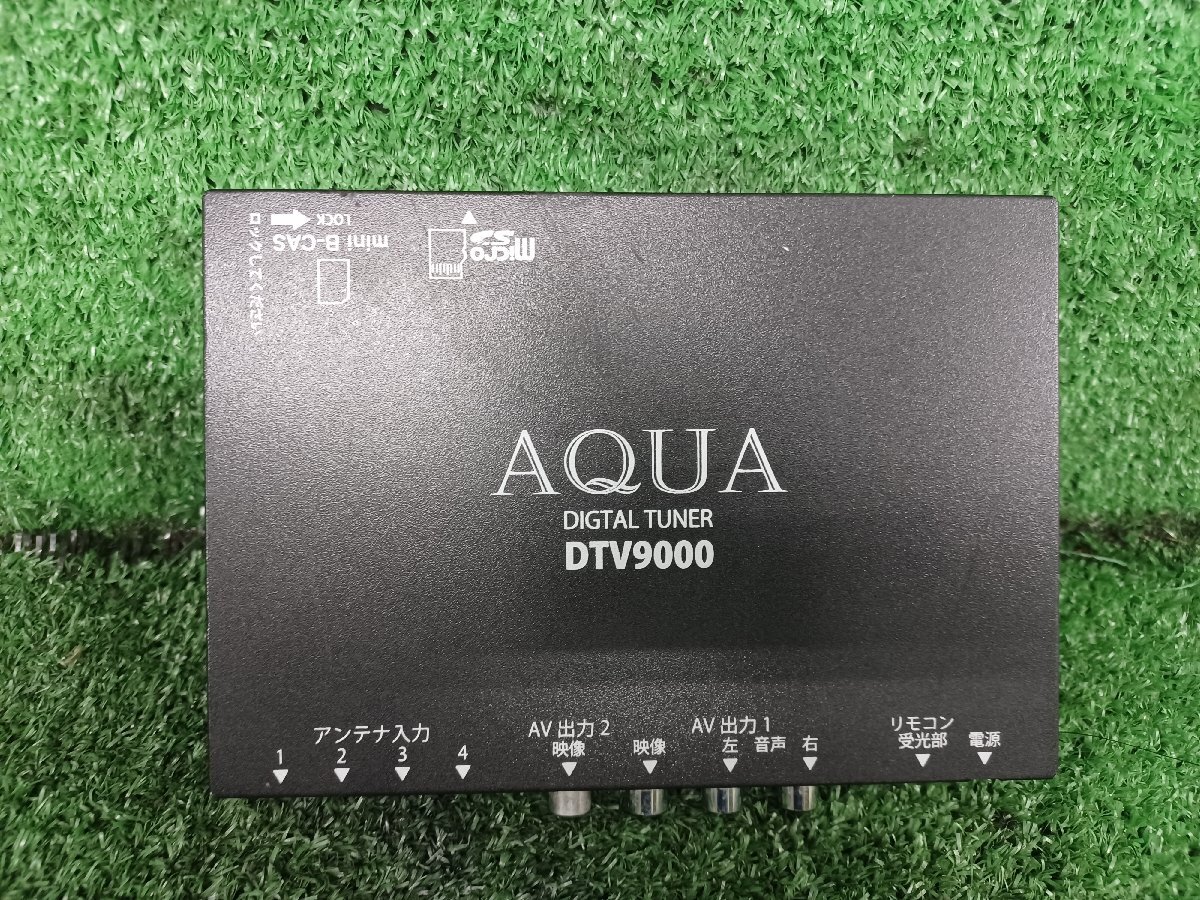 ロックしてください
LOCK
mini B-CAS
micro SD
AQUA
DIGTAL TUNER
DTV9000
アンテナ入力
1 2 3 4
AV 出力 2
映像
AV 出力 1
映像 左 音声 右
リモコン
受光部
電源